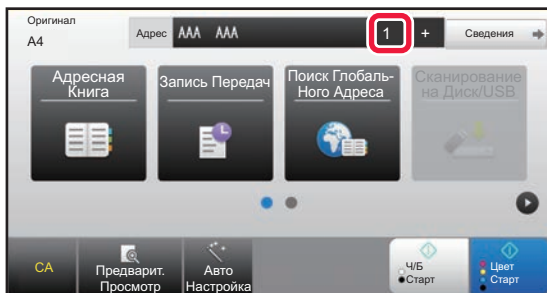 Оригинал
A4
Адрес AAA AAA 1 + Сведения
Адресная
Книга
Запись Передач
Поиск Глобаль-
Ного Адреса
Сканирование
на Диск/USB
CA
Предварит.
Просмотр
Авто
Настройка
Ч/Б
Старт
Цвет
Старт